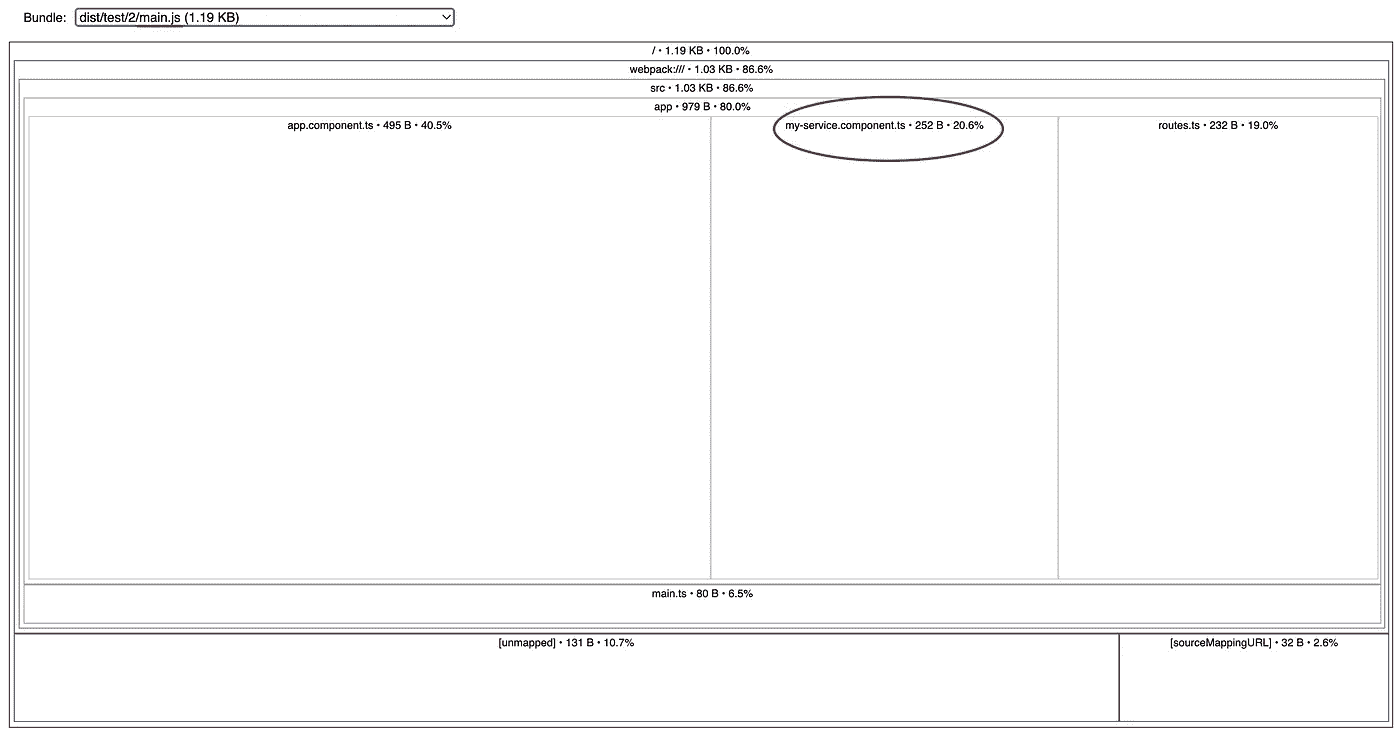 Bundle: dist/test/2/main.js (1.19 KB)
/ • 1.19 KB • 100.0%
webpack:/// • 1.03 KB • 86.6%
src • 1.03 KB • 86.6%
app • 979 B • 80.0%
app.component.ts • 495 B • 40.5%
my-service.component.ts • 252 B • 20.6%
routes.ts • 232 B • 19.0%
main.ts • 80 B • 6.5%
[unmapped] • 131 B • 10.7%
[sourceMappingURL] • 32 B • 2.6%